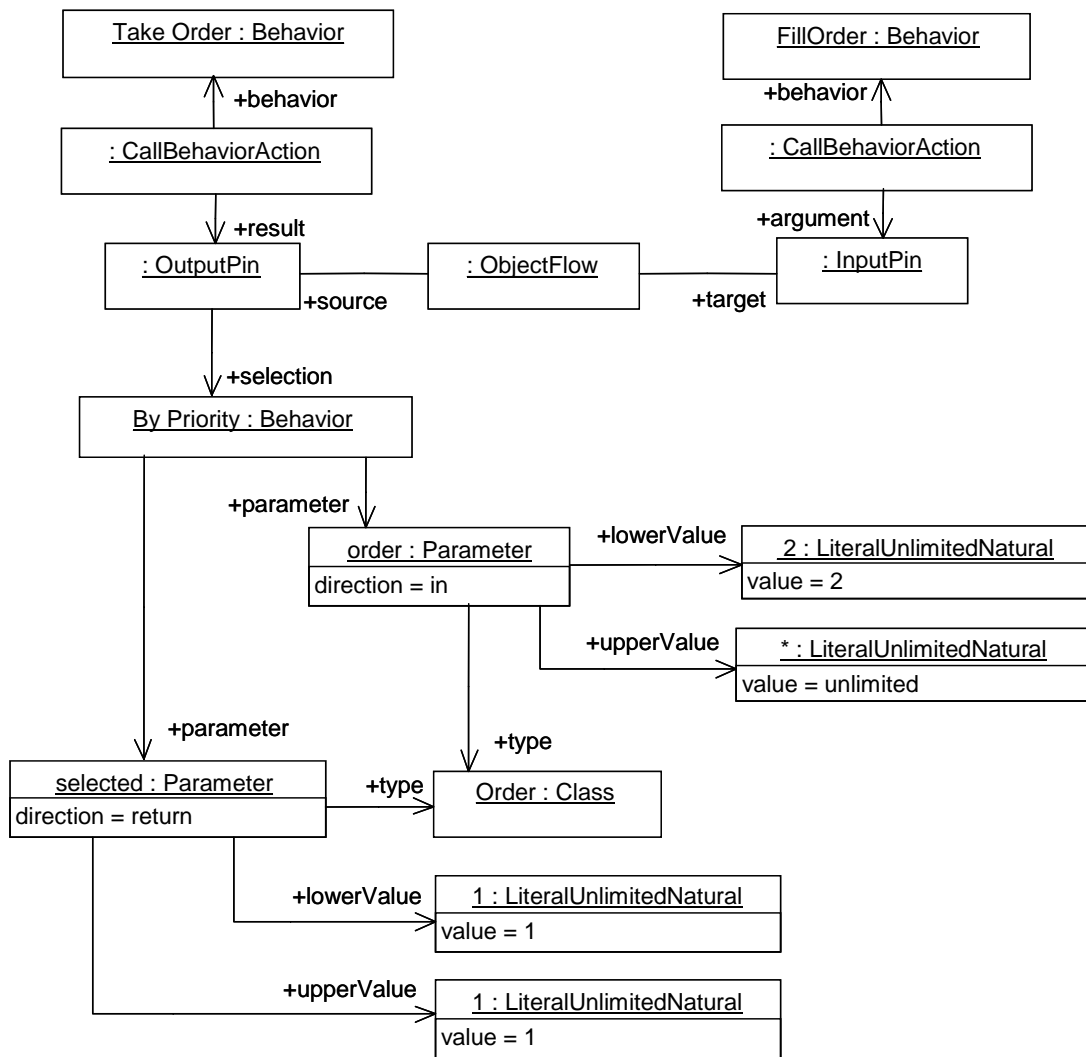 Take Order : Behavior
FillOrder : Behavior
+behavior
+behavior
: CallBehaviorAction
: CallBehaviorAction
+result
+argument
: OutputPin
: ObjectFlow
: InputPin
+source
+target
+selection
By Priority : Behavior
+parameter
+lowerValue
order : Parameter
direction = in
2 : LiteralUnlimitedNatural
value = 2
+upperValue
* : LiteralUnlimitedNatural
value = unlimited
+parameter
+type
selected : Parameter
direction = return
+type
Order : Class
+lowerValue
1 : LiteralUnlimitedNatural
value = 1
+upperValue
1 : LiteralUnlimitedNatural
value = 1